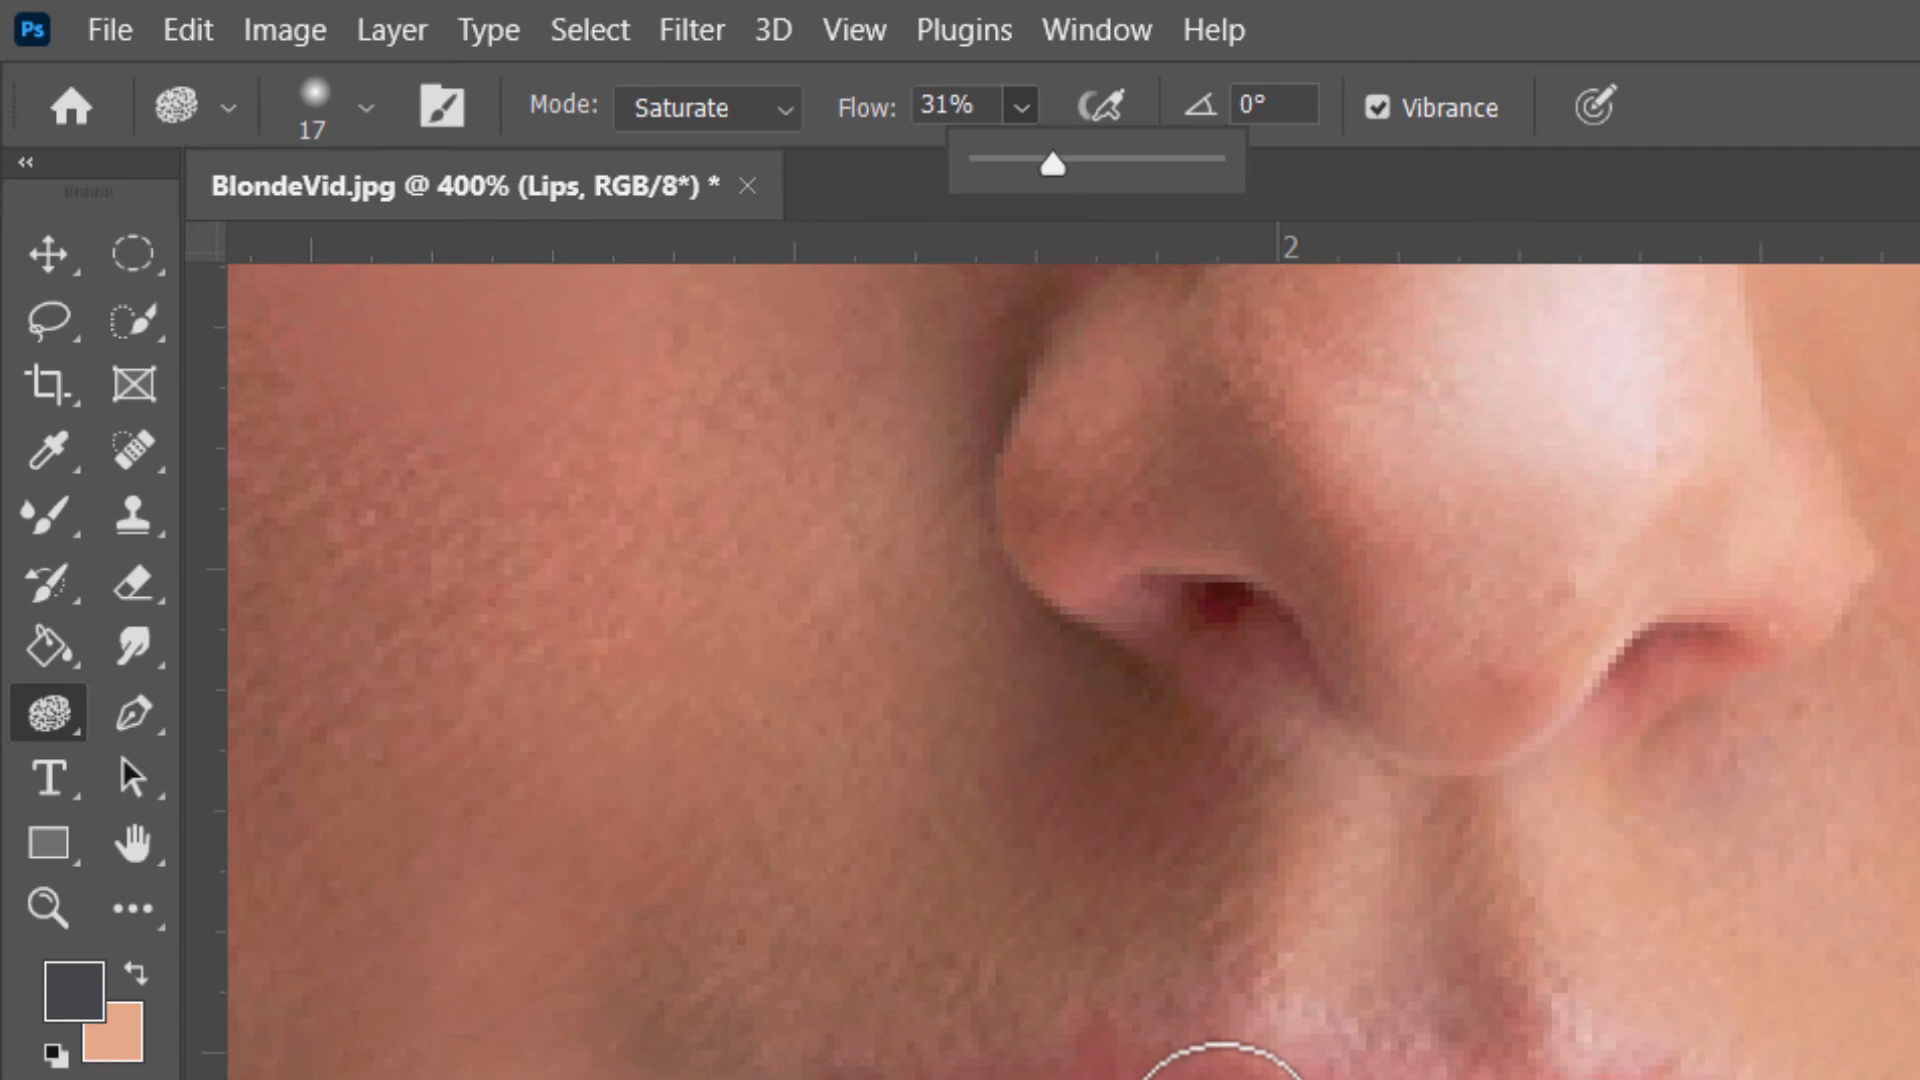 Ps File Edit Image Layer Type Select Filter 3D View Plugins Window Help
17 Mode: Saturate Flow: 31% 0° Vibrance
BlondeVid.jpg @ 400% (Lips, RGB/8*) *
2
T